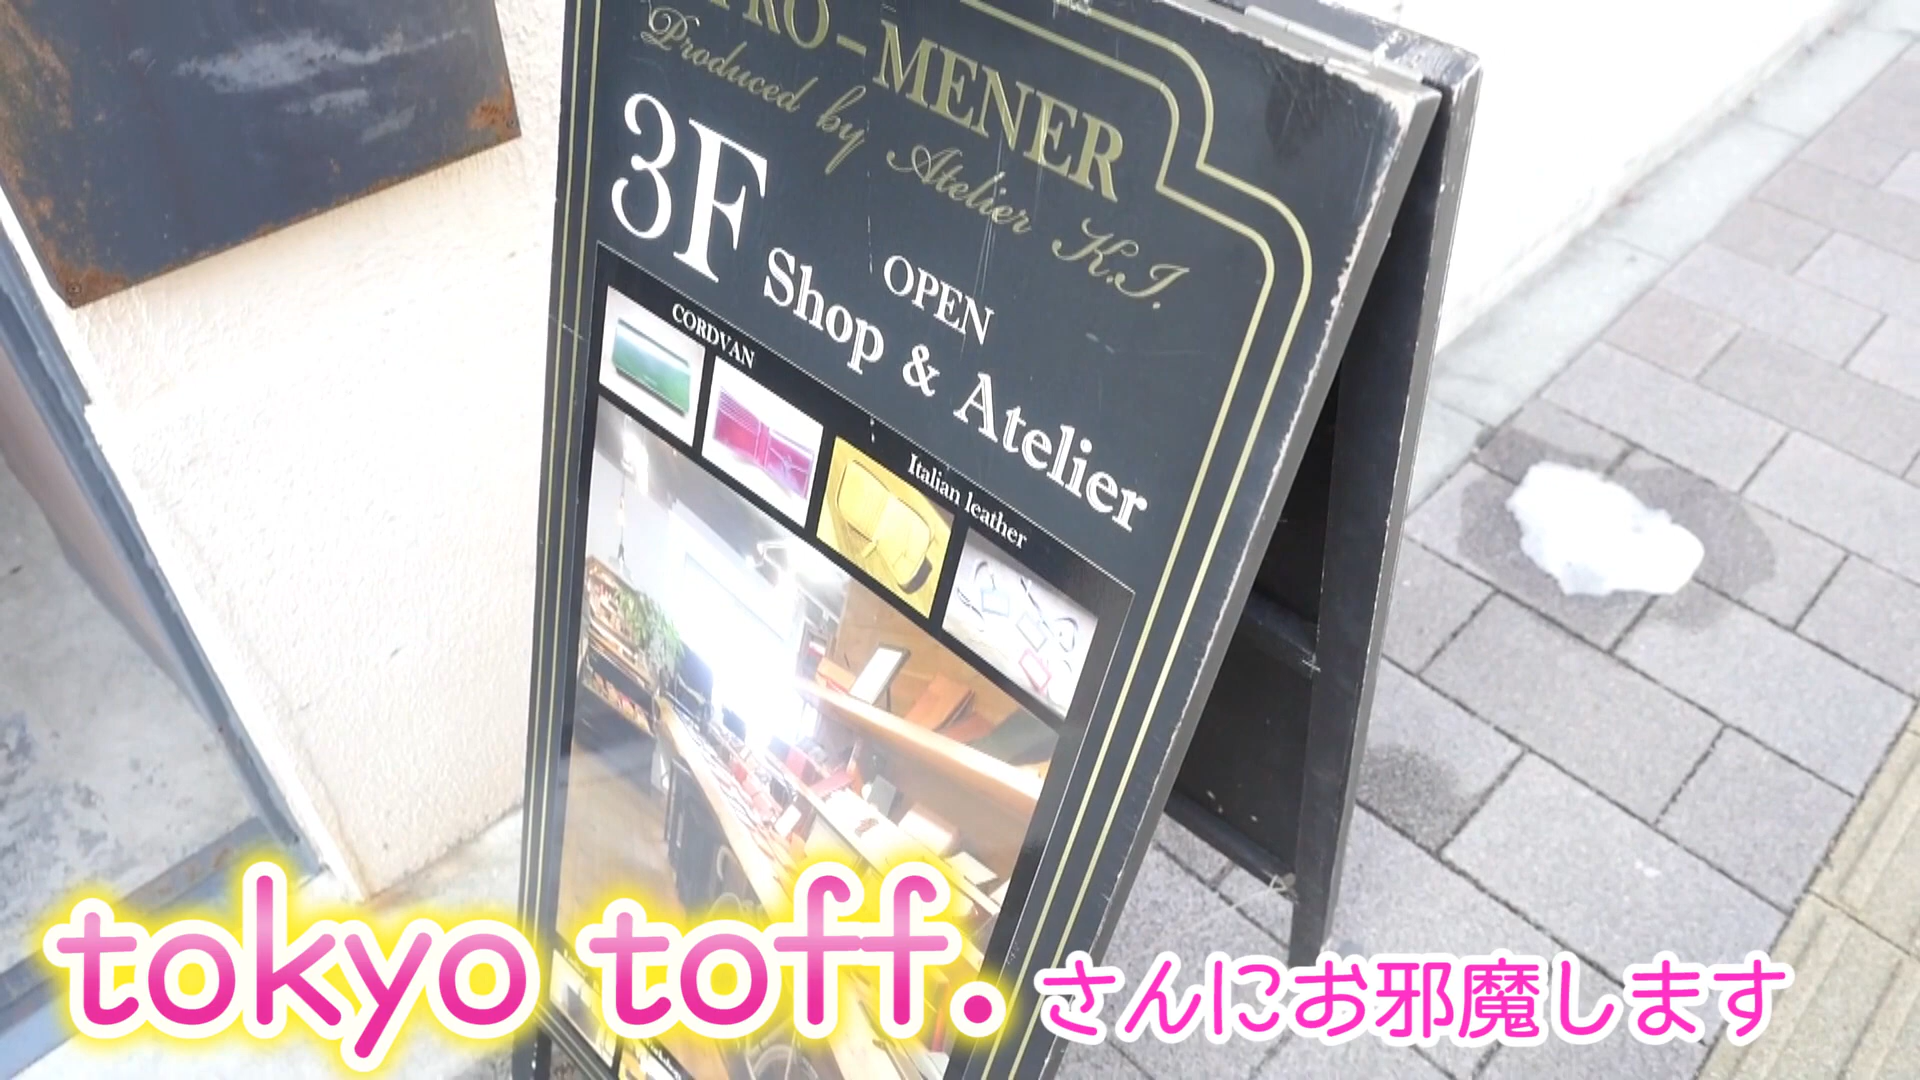 RO-MENER
Produced by Atelier K.I.
3F
OPEN
Shop & Atelier
CORDVAN
Italian leather
tokyo toff.さんにお邪魔します